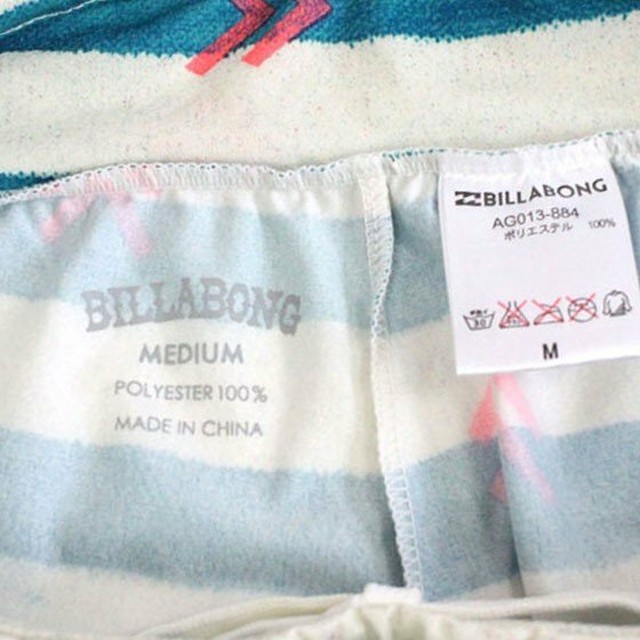 BILLABONG
MEDIUM
POLYESTER 100%
MADE IN CHINA
BILLABONG
AG013-884
ポリエステル 100%
M